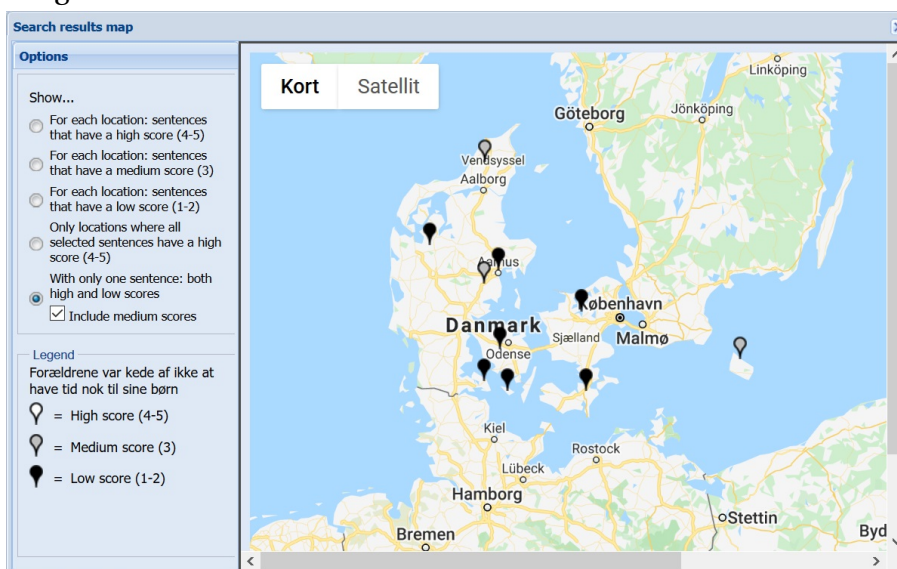 Search results map
Options
Show...
For each location: sentences
that have a high score (4-5)
For each location: sentences
that have a medium score (3)
For each location: sentences
that have a low score (1-2)
Only locations where all
selected sentences have a high
score (4-5)
With only one sentence: both
high and low scores
Include medium scores
Legend
Forældrene var kede af ikke at
have tid nok til sine børn
= High score (4-5)
= Medium score (3)
= Low score (1-2)
Kort Satellit
Linköping
Göteborg
Jönköping
Vendsyssel
Aalborg
Aarhus
København
Danmark
Sjælland
Malmø
Odense
Kiel
Rostock
Lübeck
Hamborg
Stettin
Bremen
Byd